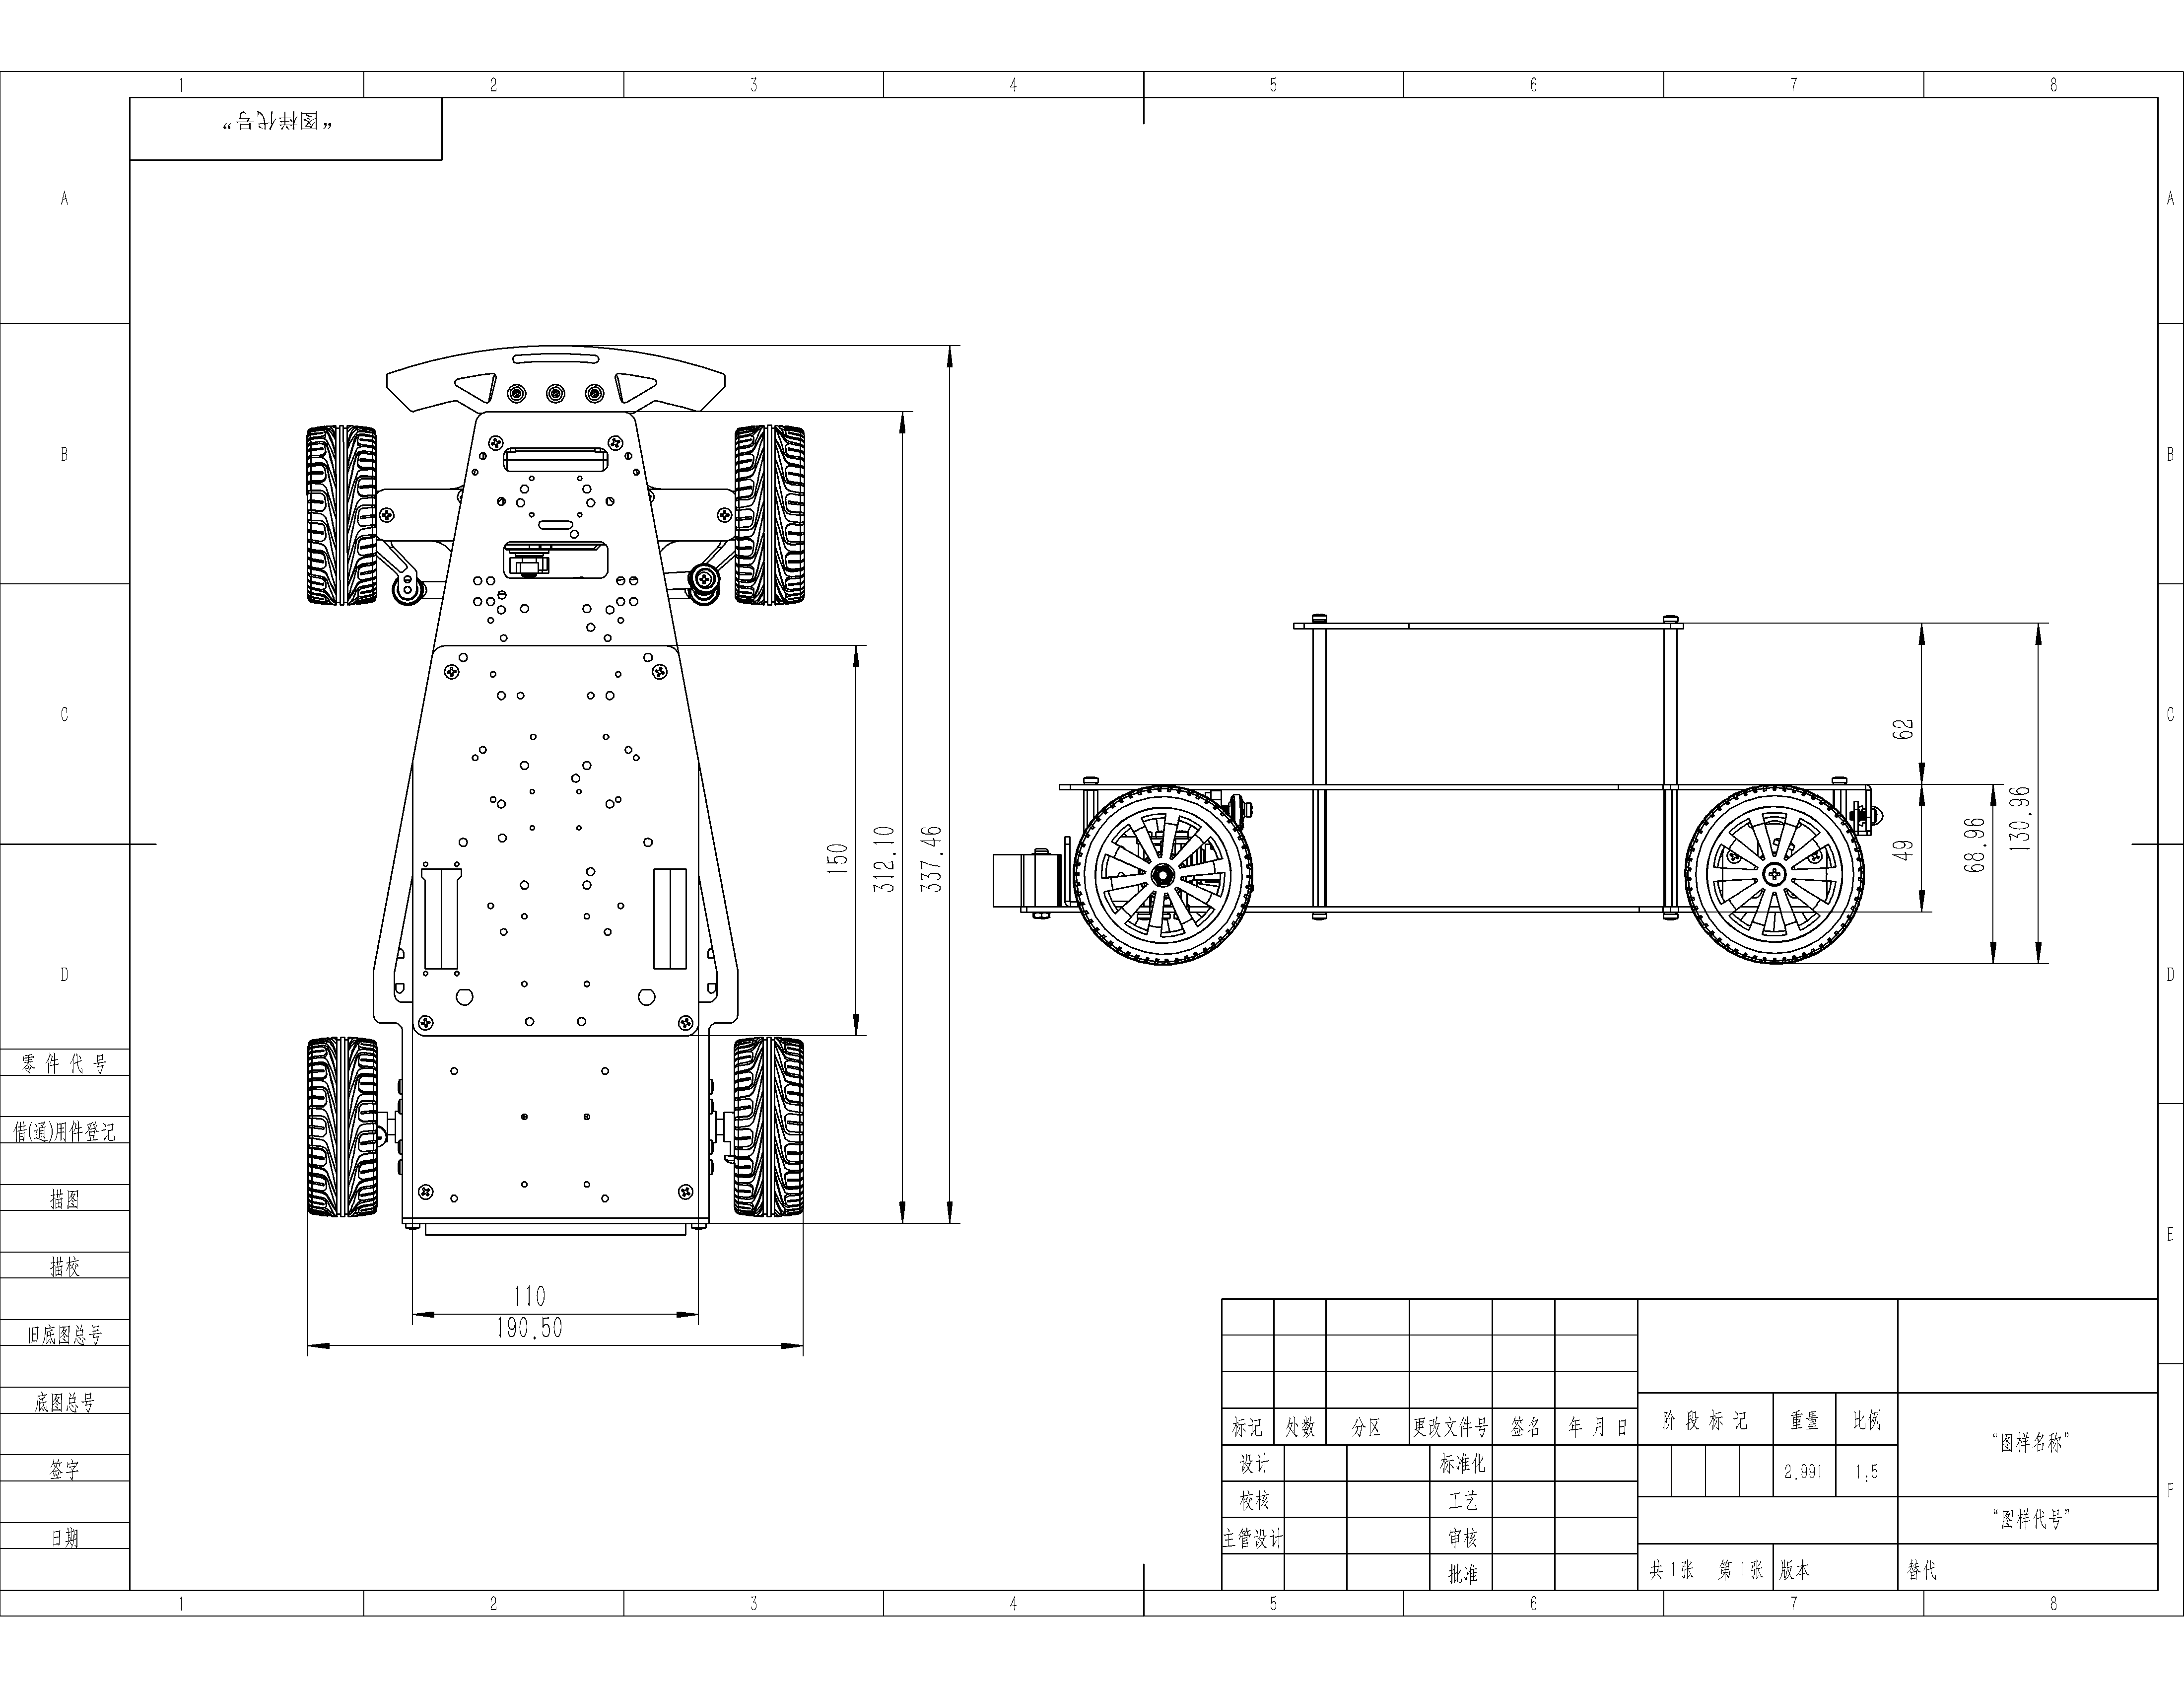 1 2 3 4 5 6 7 8
“图样代号”
A A
B B
C C
D D
E
F
150
312.10
337.46
110
190.50
62
49
68.96
130.96
零件代号
借(通)用件登记
描图
描校
旧底图总号
底图总号
签字
日期
标记 处数 分区 更改文件号 签名 年月日
设计 标准化
校核 工艺
主管设计 审核
批准
阶段标记 重量 比例
2.991 1:5
共1张 第1张 版本 替代
“图样名称”
“图样代号”
1 2 3 4 5 6 7 8